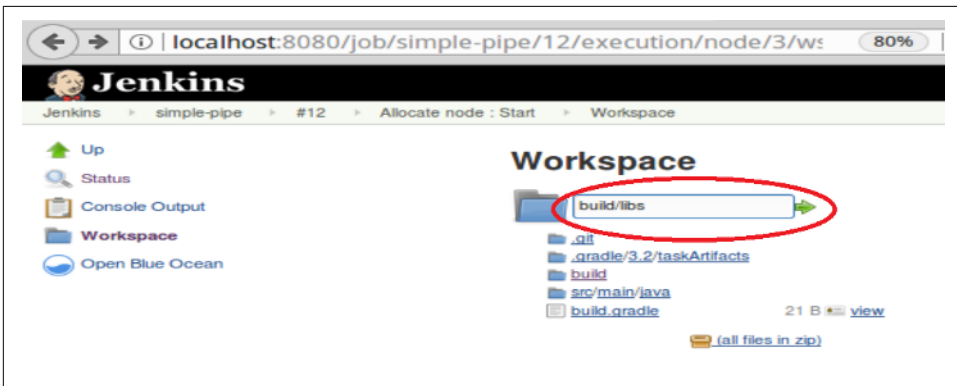 localhost:8080/job/simple-pipe/12/execution/node/3/ws 80%
Jenkins
Jenkins simple-pipe #12 Allocate node : Start Workspace
Up
Status
Console Output
Workspace
Open Blue Ocean
Workspace
build/libs
.git
.gradle/3.2/taskArtifacts
build
src/main/java
build.gradle 21 B view
(all files in zip)